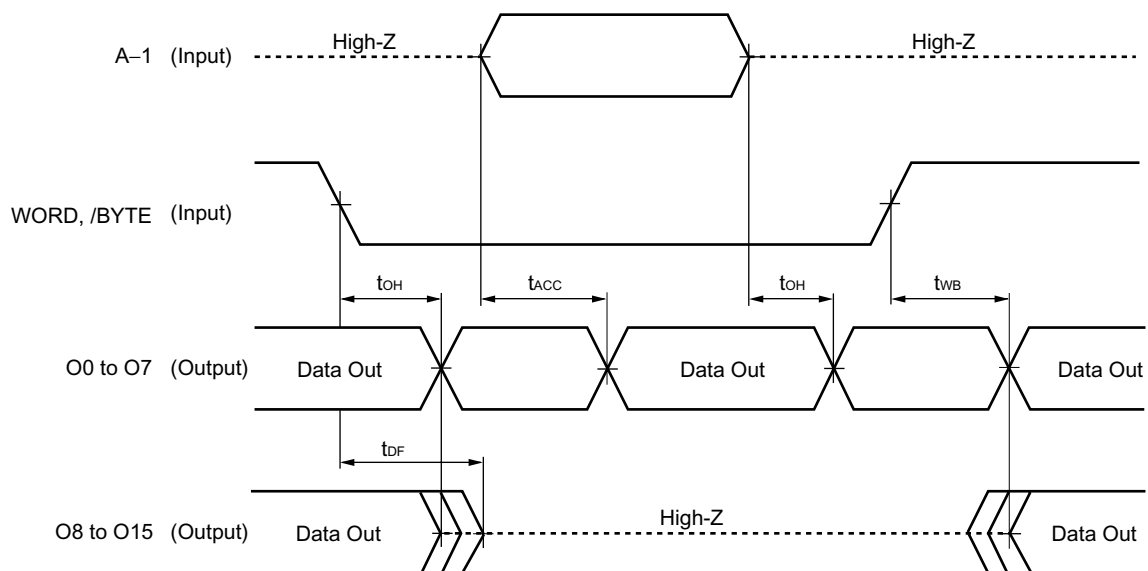 A−1 (Input) High-Z High-Z
WORD, /BYTE (Input)
tOH tACC tOH tWB
O0 to O7 (Output) Data Out Data Out Data Out
tDF
O8 to O15 (Output) Data Out High-Z Data Out